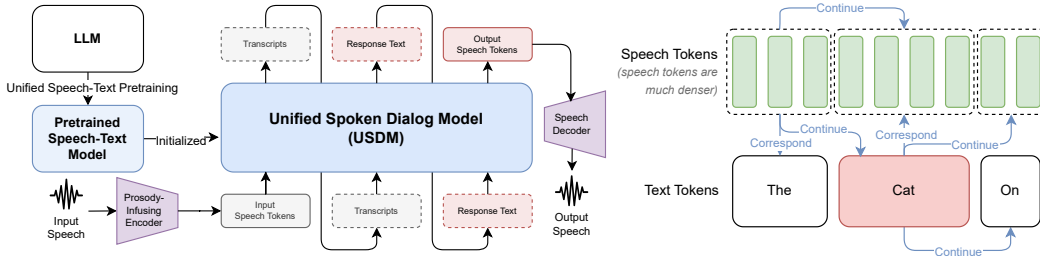 LLM
Unified Speech-Text Pretraining
Pretrained
Speech-Text
Model
Initialized
Input
Speech
Prosody-
Infusing
Encoder
Transcripts
Response Text
Output
Speech Tokens
Unified Spoken Dialog Model
(USDM)
Input
Speech Tokens
Transcripts
Response Text
Speech
Decoder
Output
Speech
Continue
Speech Tokens
(speech tokens are
much denser)
Continue
Correspond
Continue
Correspond
Text Tokens
The
Cat
On
Continue